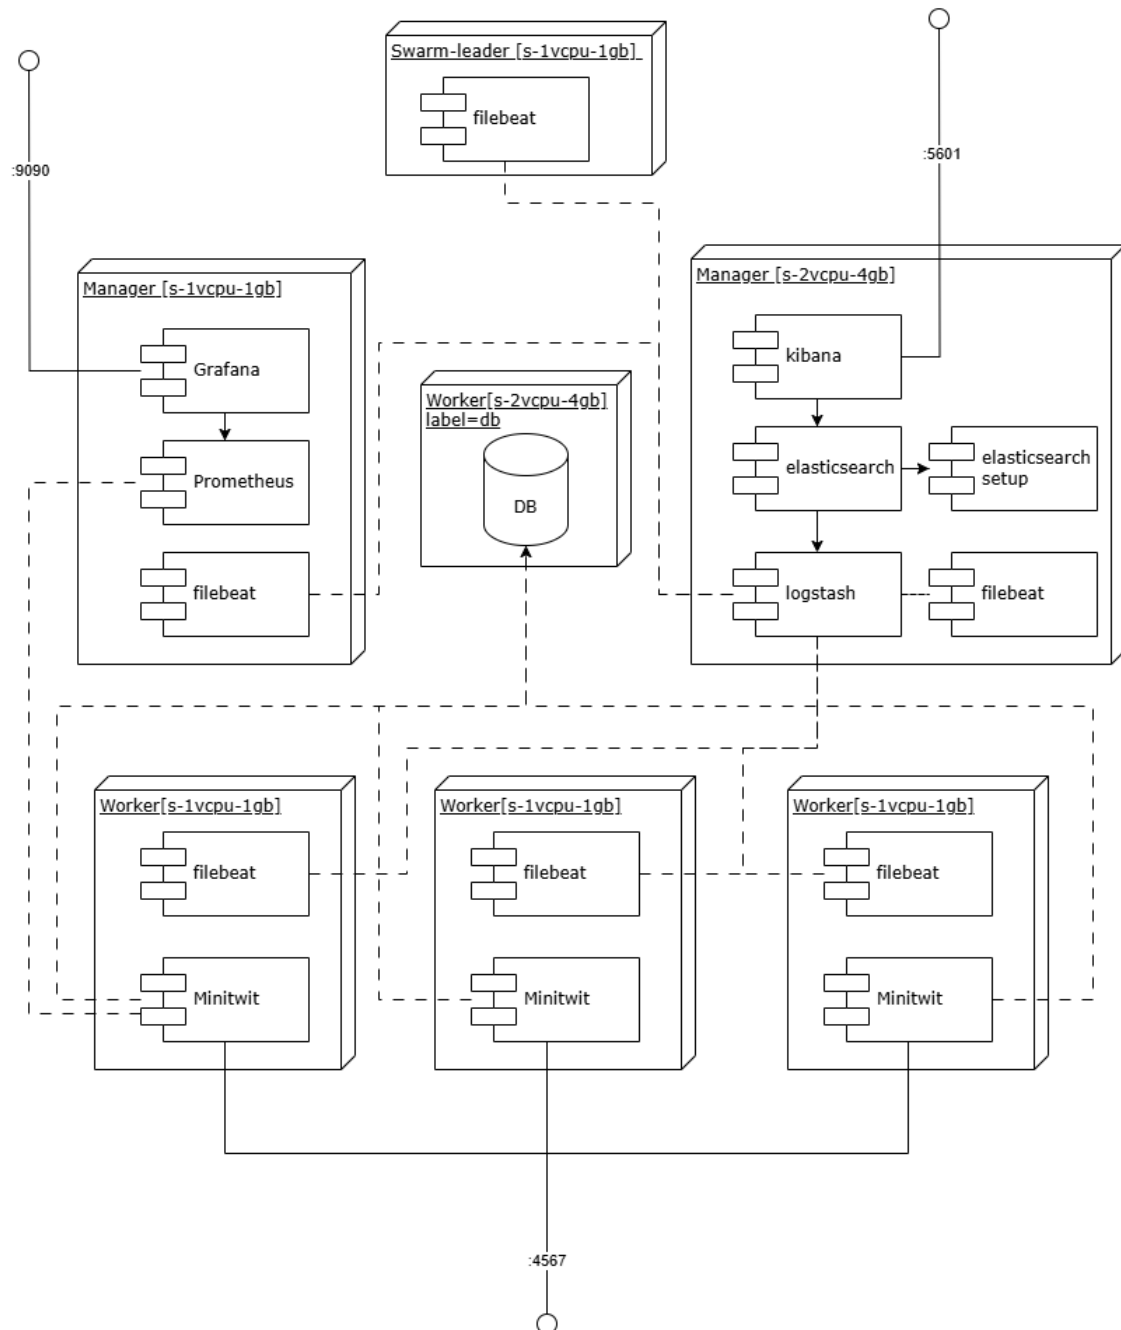 Swarm-leader [s-1vcpu-1gb]
filebeat
:9090
:5601
Manager [s-1vcpu-1gb]
Grafana
Prometheus
filebeat
Worker[s-2vcpu-4gb]
label=db
DB
Manager [s-2vcpu-4gb]
kibana
elasticsearch
elasticsearch
setup
logstash
filebeat
Worker[s-1vcpu-1gb]
filebeat
Minitwit
Worker[s-1vcpu-1gb]
filebeat
Minitwit
Worker[s-1vcpu-1gb]
filebeat
Minitwit
:4567